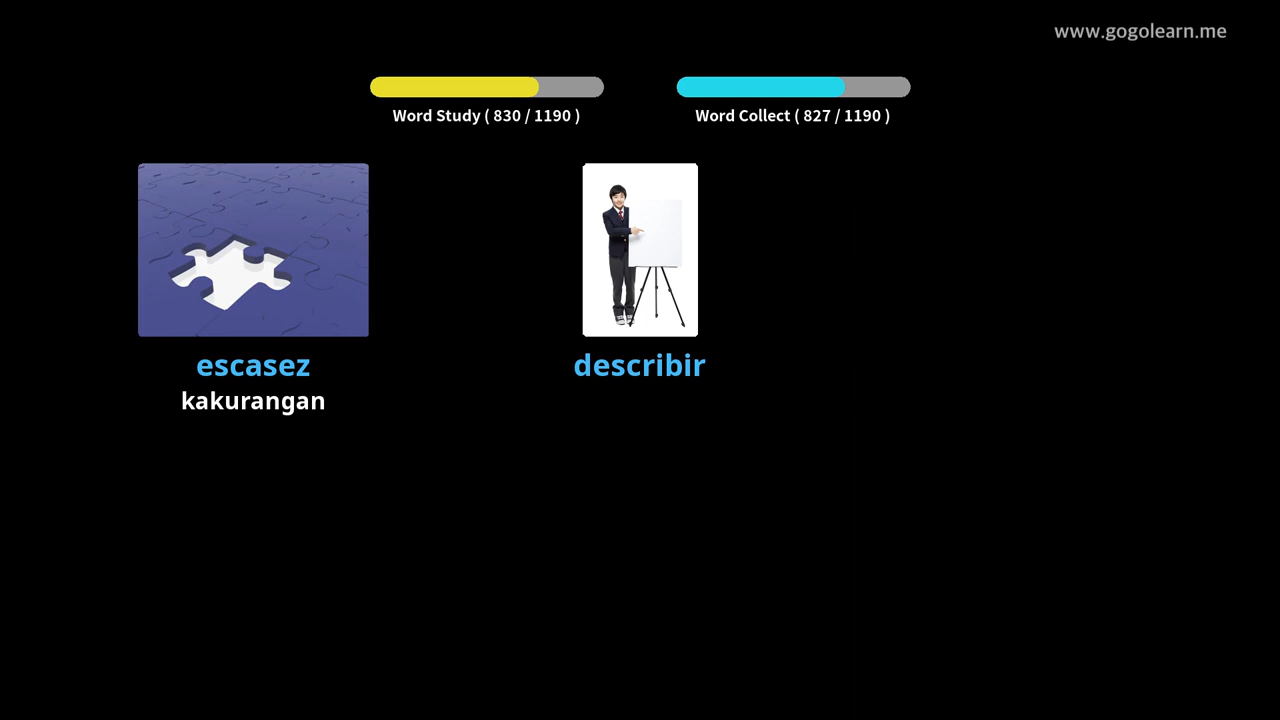 www.gogolearn.me
Word Study ( 830 / 1190 )
Word Collect ( 827 / 1190 )
escasez
describir
kakurangan